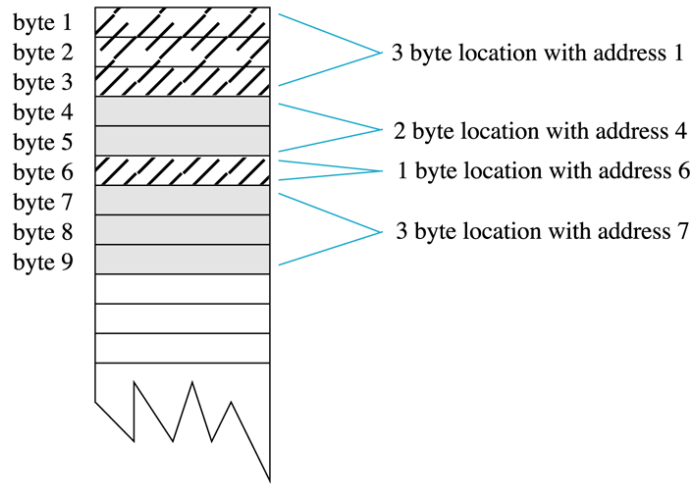 byte 1
byte 2
byte 3
3 byte location with address 1
byte 4
byte 5
2 byte location with address 4
byte 6
1 byte location with address 6
byte 7
byte 8
byte 9
3 byte location with address 7